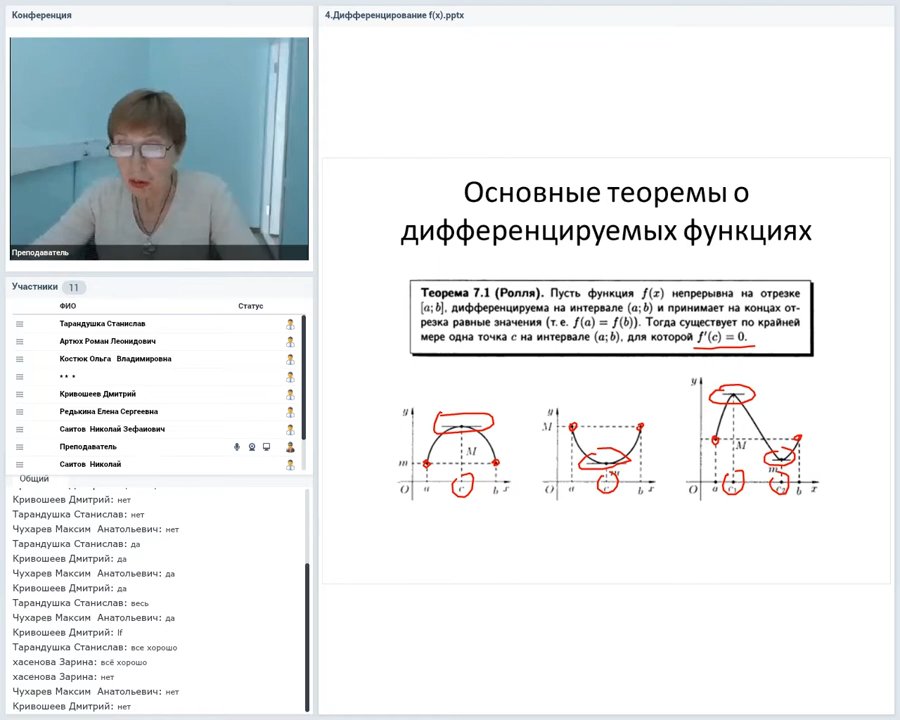 Конференция
Преподаватель
Участники 11
ФИО Статус
Тарандушка Станислав
Артюх Роман Леонидович
Костюк Ольга Владимировна
* * *
Кривошеев Дмитрий
Редькина Елена Сергеевна
Саитов Николай Зефаиович
Преподаватель
Саитов Николай
Общий
Кривошеев Дмитрий: нет
Тарандушка Станислав: нет
Чухарев Максим Анатольевич: нет
Тарандушка Станислав: да
Кривошеев Дмитрий: да
Чухарев Максим Анатольевич: да
Кривошеев Дмитрий: да
Тарандушка Станислав: весь
Чухарев Максим Анатольевич: да
Кривошеев Дмитрий: lf
Тарандушка Станислав: все хорошо
хасенова Зарина: всё хорошо
хасенова Зарина: нет
Чухарев Максим Анатольевич: нет
Кривошеев Дмитрий: нет
4.Дифференцирование f(x).pptx
Основные теоремы о
дифференцируемых функциях
Теорема 7.1 (Ролля). Пусть функция f(x) непрерывна на отрезке
[a; b], дифференцируема на интервале (a; b) и принимает на концах от-
резка равные значения (т. е. f(a) = f(b)). Тогда существует по крайней
мере одна точка c на интервале (a; b), для которой f′(c) = 0.
y
M
m
O a c b x
y
M
m
O a c b x
y
M
m
O a c₁ c₂ b x